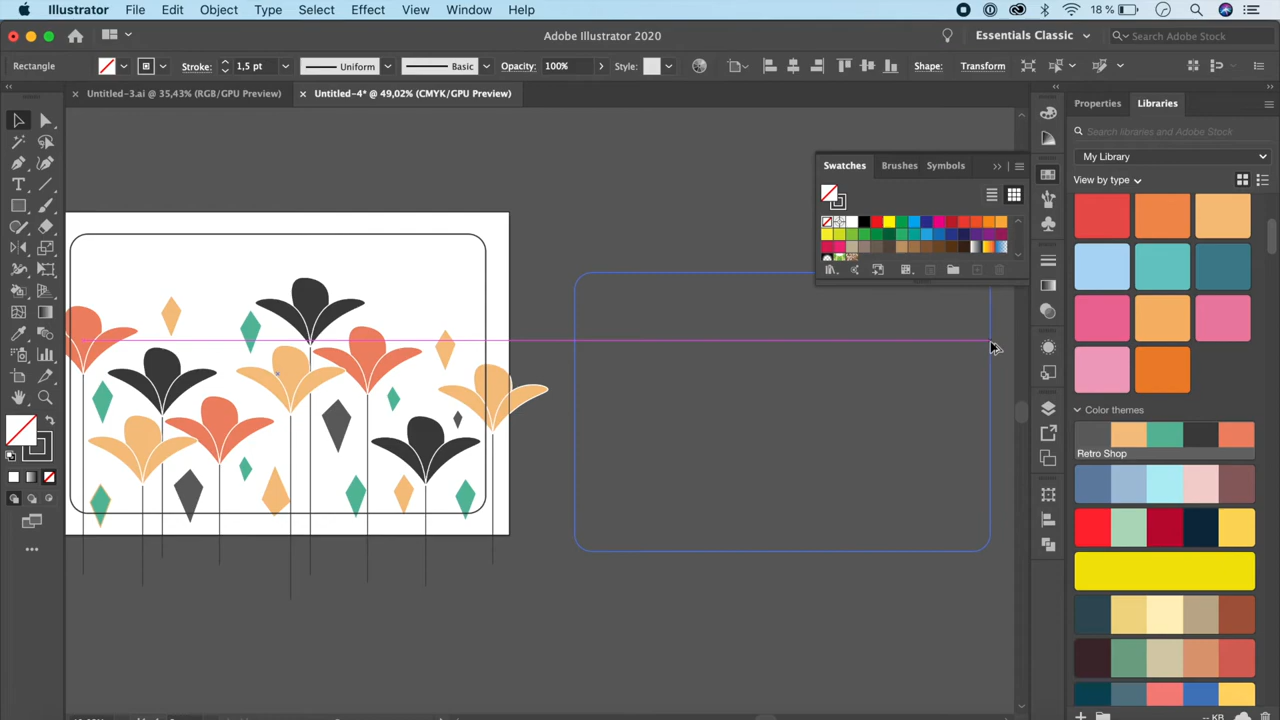 Illustrator File Edit Object Type Select Effect View Window Help 18 %
Adobe Illustrator 2020 Essentials Classic Search Adobe Stock
Rectangle Stroke: 1,5 pt Uniform Basic Opacity: 100% Style: Shape: Transform
Untitled-3.ai @ 35,43% (RGB/GPU Preview) Untitled-4* @ 49,02% (CMYK/GPU Preview)
Properties Libraries
Search libraries and Adobe Stock
My Library
View by type
Swatches Brushes Symbols
Color themes
Retro Shop
-- KB